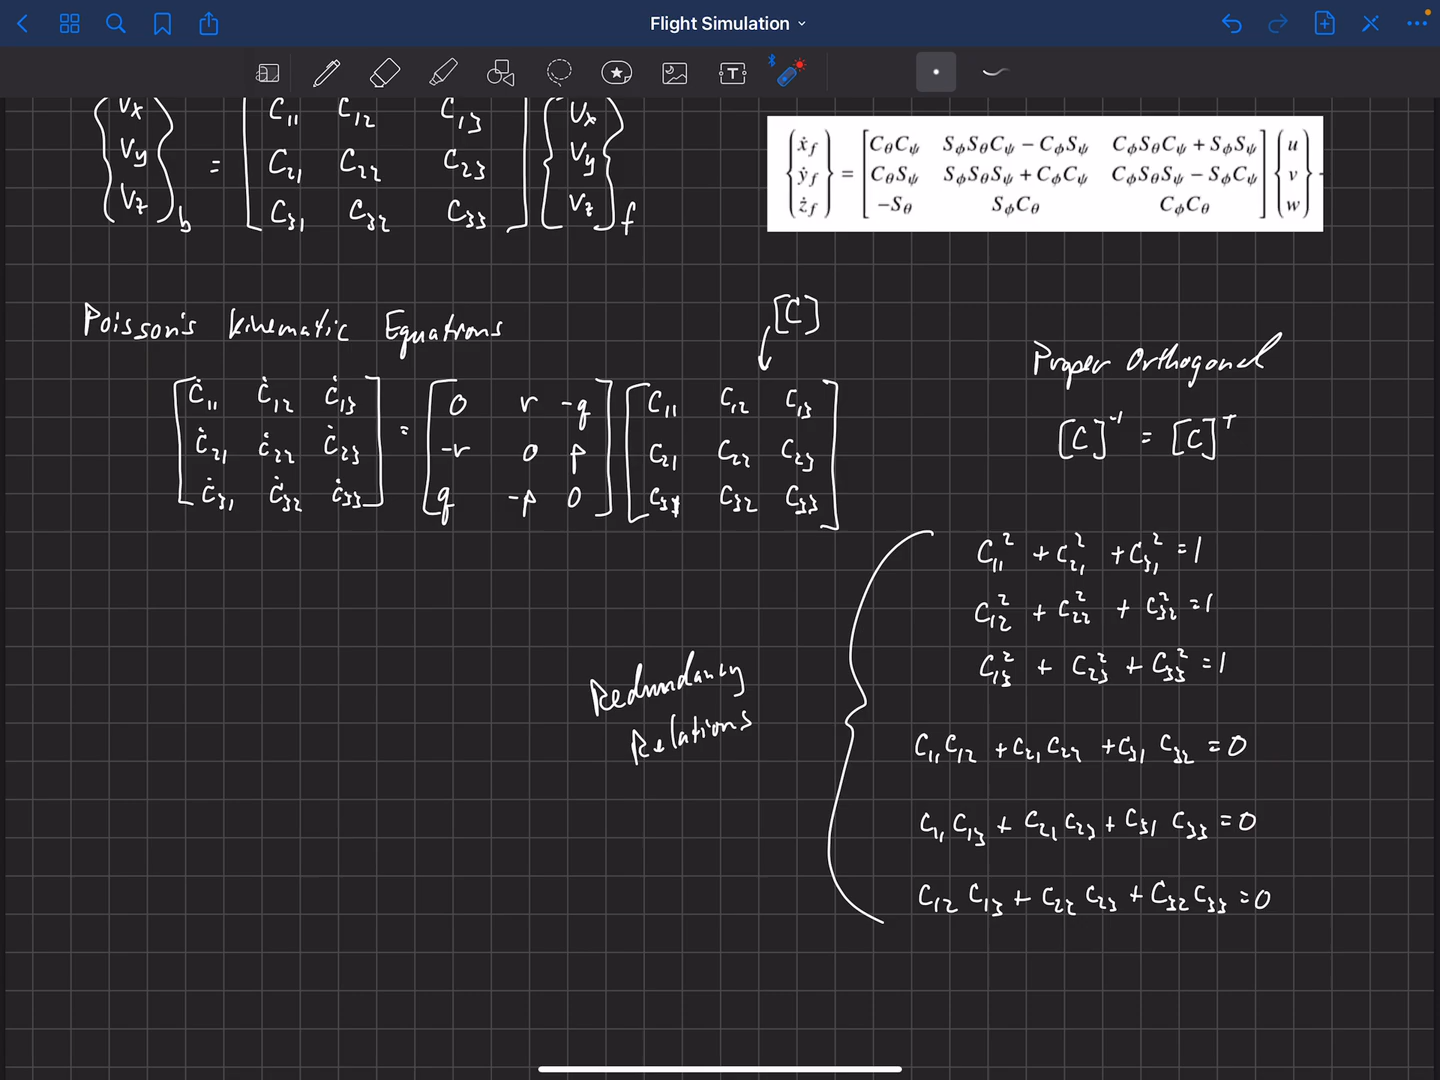 Flight Simulation
T
{Vx Vy Vz}b = [C11 C12 C13; C21 C22 C23; C31 C32 C33] {Vx Vy Vz}f
{ẋf ẏf żf} = [CθCψ SϕSθCψ − CϕSψ CϕSθCψ + SϕSψ; CθSψ SϕSθSψ + CϕCψ CϕSθSψ − SϕCψ; −Sθ SϕCθ CϕCθ] {u v w}
Poisson's Kinematic Equations
[C]
[Ċ11 Ċ12 Ċ13; Ċ21 Ċ22 Ċ23; Ċ31 Ċ32 Ċ33] = [0 r -q; -r 0 p; q -p 0] [C11 C12 C13; C21 C22 C23; C31 C32 C33]
Proper Orthogonal
[C]⁻¹ = [C]ᵀ
C11² + C21² + C31² = 1
C12² + C22² + C32² = 1
C13² + C23² + C33² = 1
Redundancy
Relations
C11 C12 + C21 C22 + C31 C32 = 0
C11 C13 + C21 C23 + C31 C33 = 0
C12 C13 + C22 C23 + C32 C33 = 0